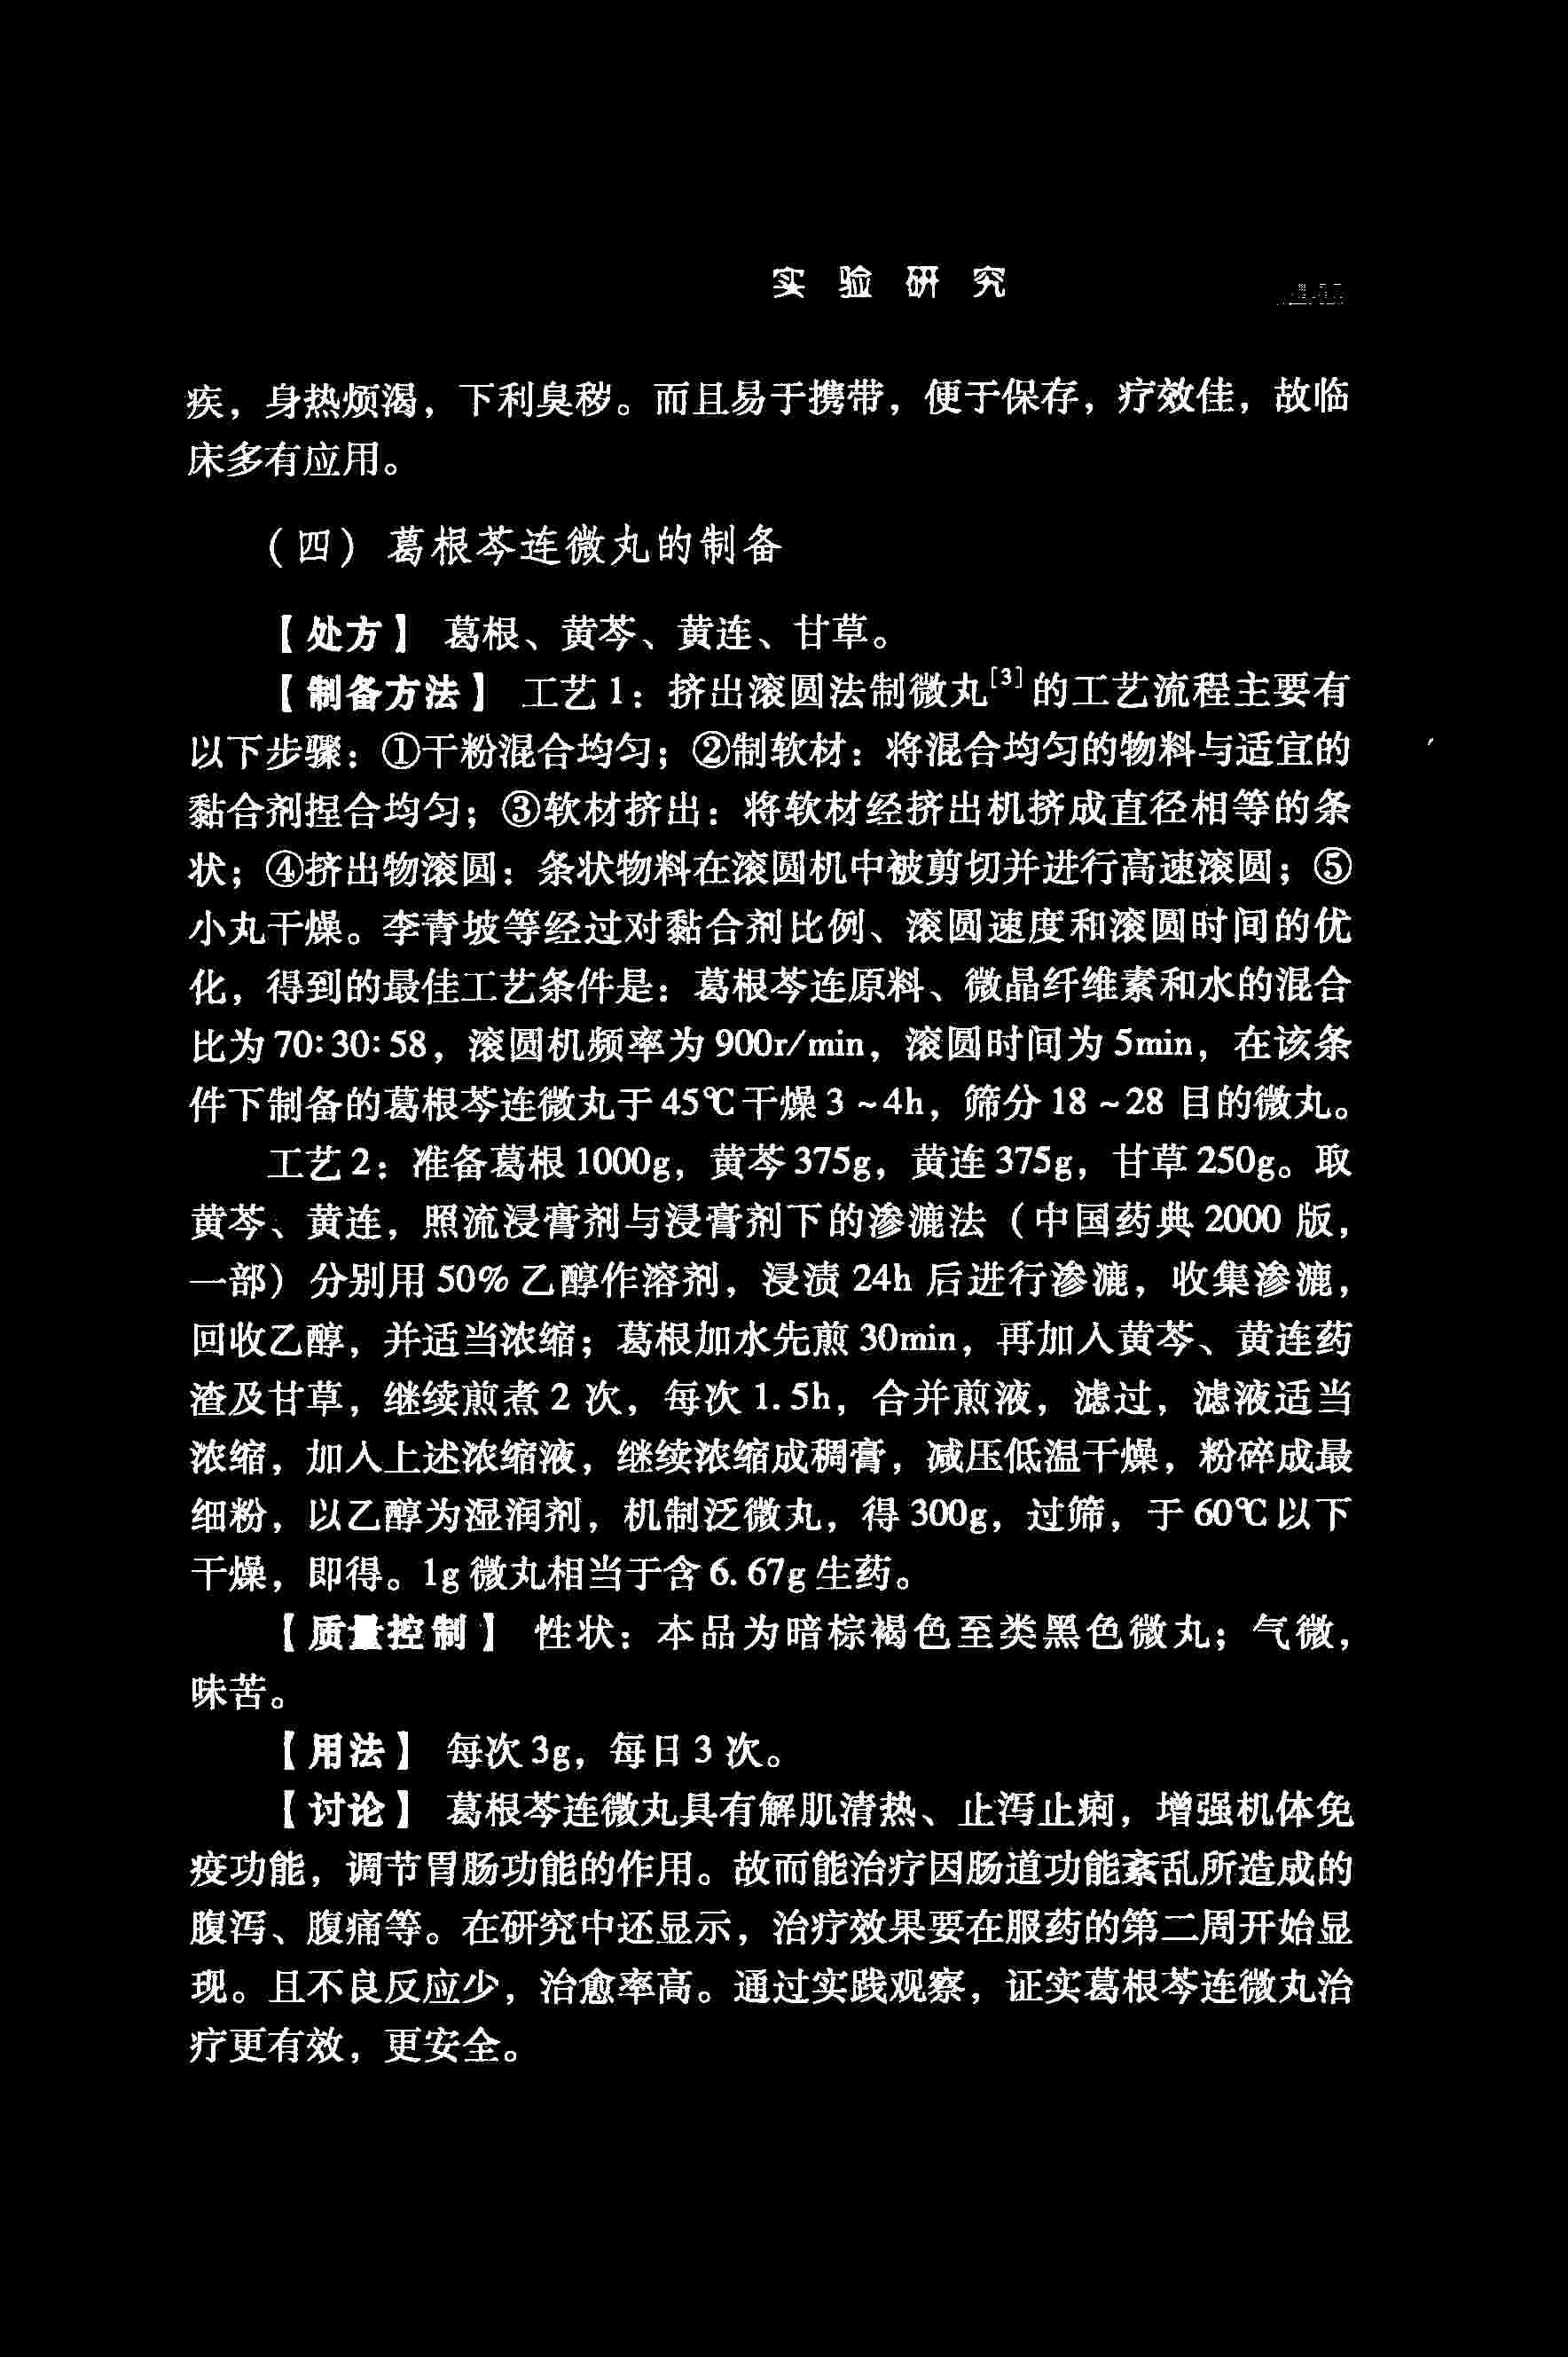 实验研究
疾，身热烦渴，下利臭秽。而且易于携带，便于保存，疗效佳，故临
床多有应用。
（四）葛根芩连微丸的制备
【处方】 葛根、黄芩、黄连、甘草。
【制备方法】 工艺1：挤出滚圆法制微丸[3]的工艺流程主要有
以下步骤：①干粉混合均匀；②制软材：将混合均匀的物料与适宜的
黏合剂捏合均匀；③软材挤出：将软材经挤出机挤成直径相等的条
状；④挤出物滚圆：条状物料在滚圆机中被剪切并进行高速滚圆；⑤
小丸干燥。李青坡等经过对黏合剂比例、滚圆速度和滚圆时间的优
化，得到的最佳工艺条件是：葛根芩连原料、微晶纤维素和水的混合
比为70∶30∶58，滚圆机频率为900r/min，滚圆时间为5min，在该条
件下制备的葛根芩连微丸于45℃干燥3~4h，筛分18~28目的微丸。
工艺2：准备葛根1000g，黄芩375g，黄连375g，甘草250g。取
黄芩、黄连，照流浸膏剂与浸膏剂下的渗漉法（中国药典2000版，
一部）分别用50%乙醇作溶剂，浸渍24h后进行渗漉，收集渗漉，
回收乙醇，并适当浓缩；葛根加水先煎30min，再加入黄芩、黄连药
渣及甘草，继续煎煮2次，每次1.5h，合并煎液，滤过，滤液适当
浓缩，加入上述浓缩液，继续浓缩成稠膏，减压低温干燥，粉碎成最
细粉，以乙醇为湿润剂，机制泛微丸，得300g，过筛，于60℃以下
干燥，即得。1g微丸相当于含6.67g生药。
【质量控制】 性状：本品为暗棕褐色至类黑色微丸；气微，
味苦。
【用法】 每次3g，每日3次。
【讨论】 葛根芩连微丸具有解肌清热、止泻止痢，增强机体免
疫功能，调节胃肠功能的作用。故而能治疗因肠道功能紊乱所造成的
腹泻、腹痛等。在研究中还显示，治疗效果要在服药的第二周开始显
现。且不良反应少，治愈率高。通过实践观察，证实葛根芩连微丸治
疗更有效，更安全。